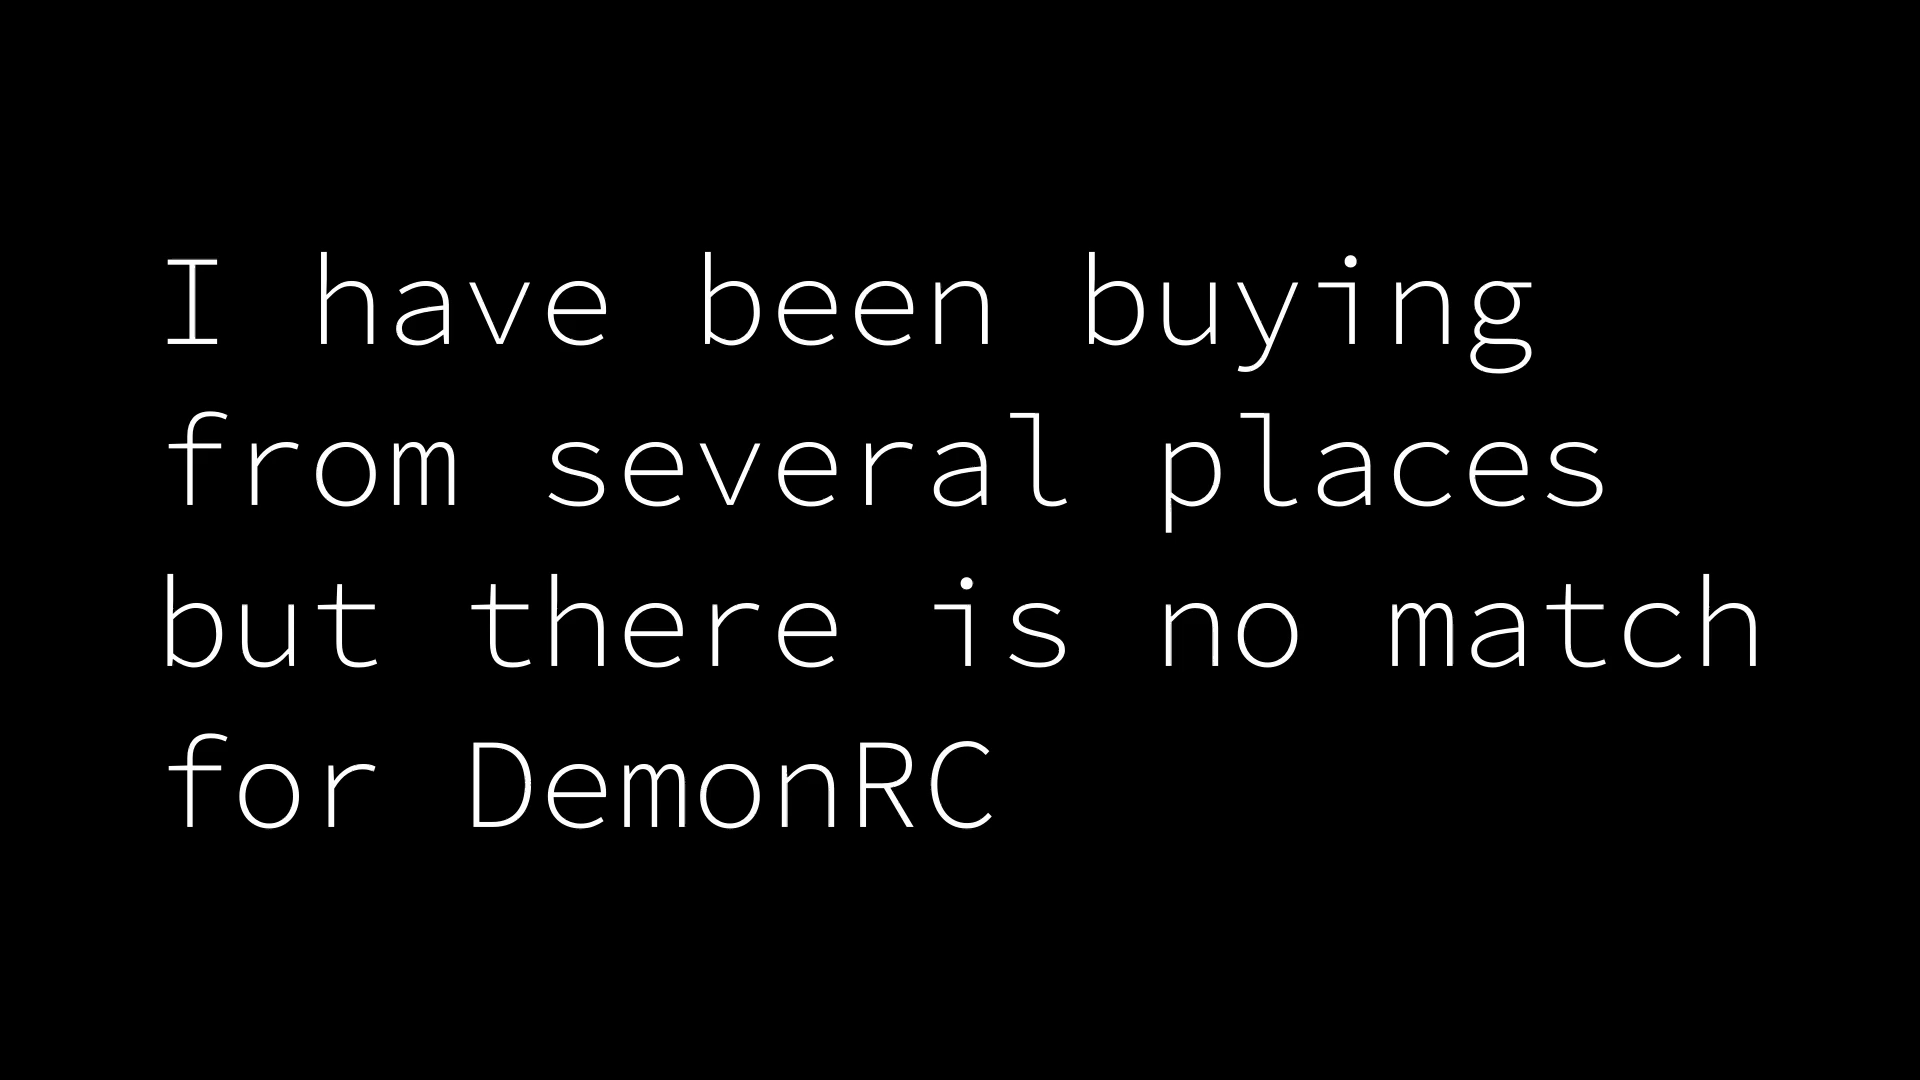 I have been buying
from several places
but there is no match
for DemonRC